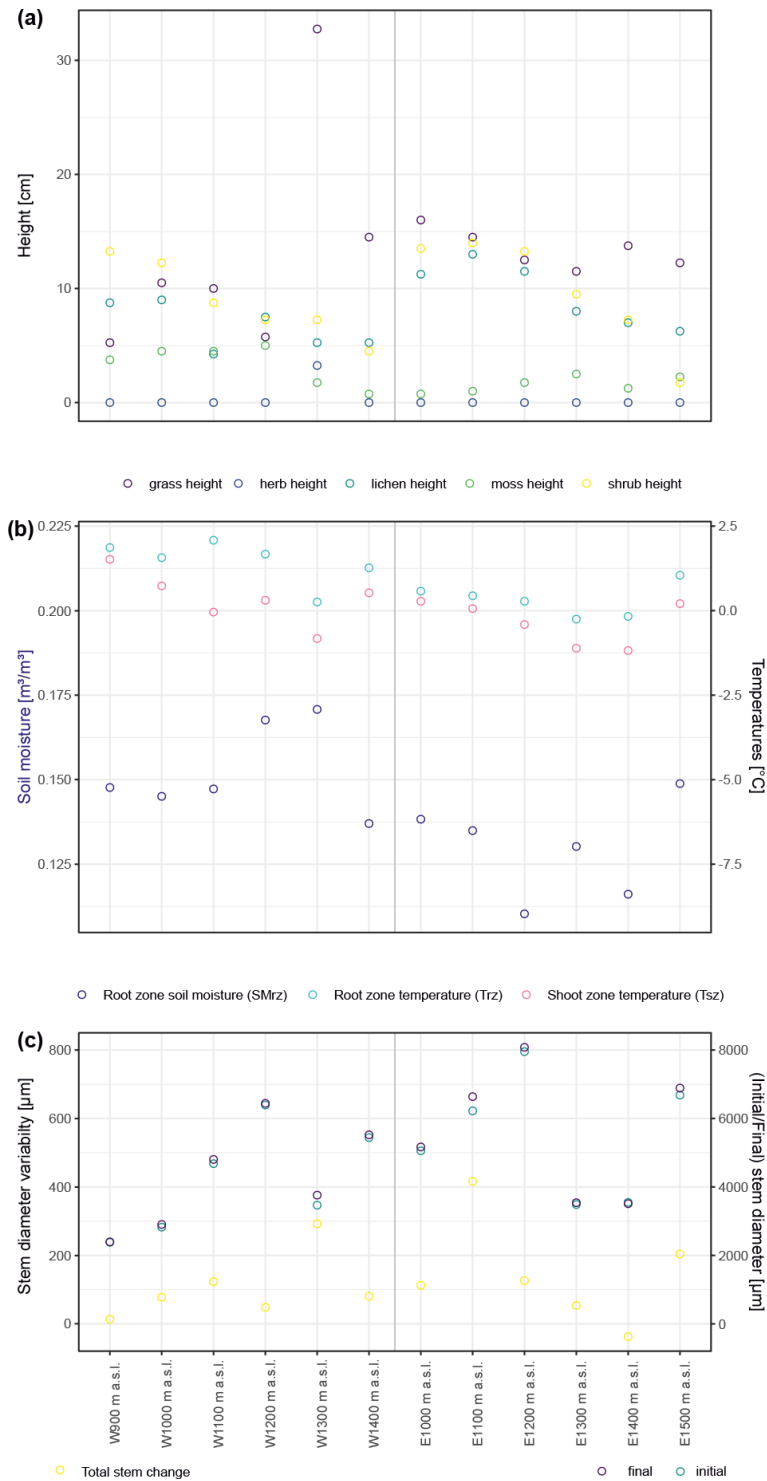 (a)
30
20
10
0
Height [cm]
grass height herb height lichen height moss height shrub height
(b)
0.225
0.200
0.175
0.150
0.125
Soil moisture [m³/m³]
2.5
0.0
-2.5
-5.0
-7.5
Temperatures [°C]
Root zone soil moisture (SMrz) Root zone temperature (Trz) Shoot zone temperature (Tsz)
(c)
800
600
400
200
0
Stem diameter variabilty [µm]
8000
6000
4000
2000
0
(Initial/Final) stem diameter [µm]
W900 m a.s.l.
W1000 m a.s.l.
W1100 m a.s.l.
W1200 m a.s.l.
W1300 m a.s.l.
W1400 m a.s.l.
E1000 m a.s.l.
E1100 m a.s.l.
E1200 m a.s.l.
E1300 m a.s.l.
E1400 m a.s.l.
E1500 m a.s.l.
Total stem change final initial